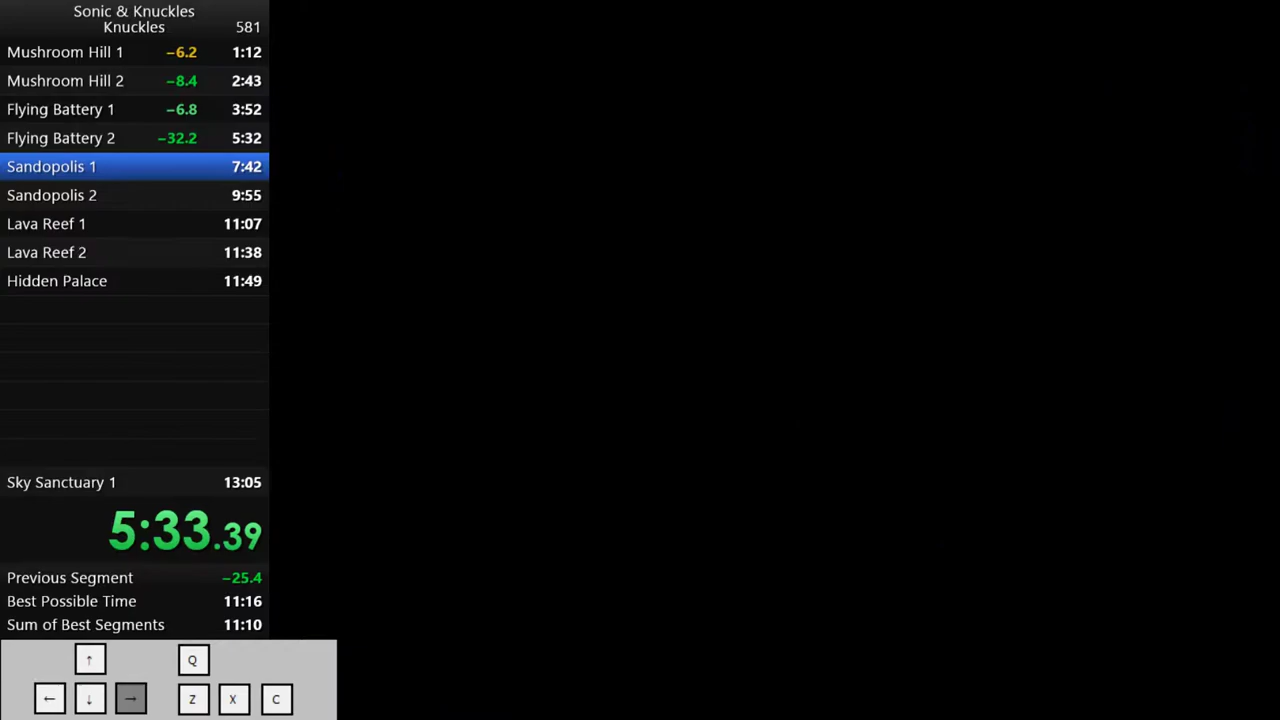 Sonic & Knuckles
Knuckles 581
Mushroom Hill 1 −6.2 1:12
Mushroom Hill 2 −8.4 2:43
Flying Battery 1 −6.8 3:52
Flying Battery 2 −32.2 5:32
Sandopolis 1 7:42
Sandopolis 2 9:55
Lava Reef 1 11:07
Lava Reef 2 11:38
Hidden Palace 11:49
Sky Sanctuary 1 13:05
5:33.39
Previous Segment −25.4
Best Possible Time 11:16
Sum of Best Segments 11:10
↑ Q
← ↓ → Z X C